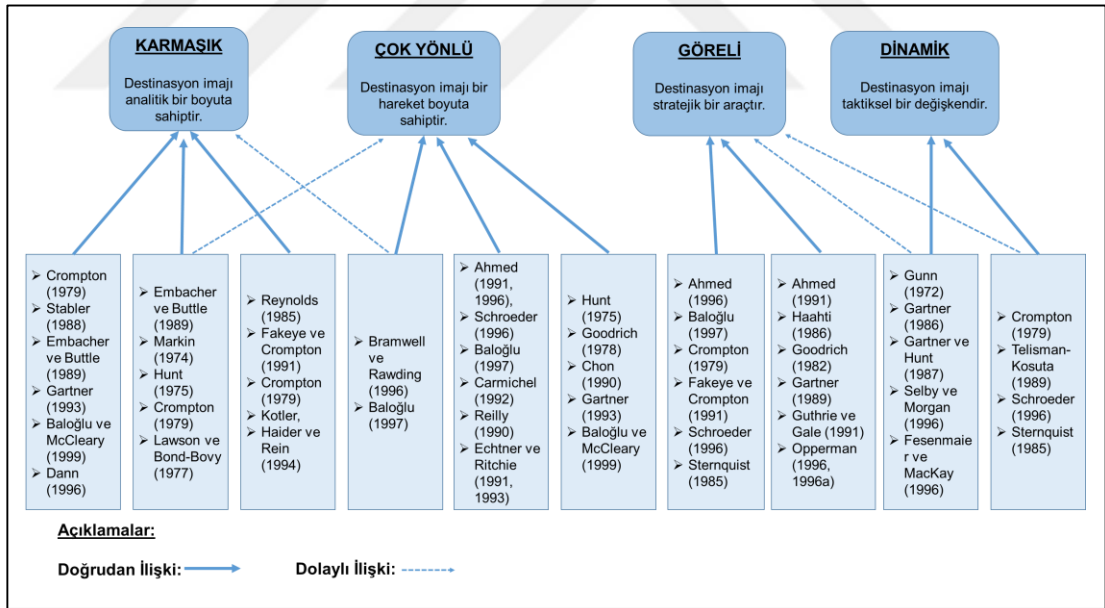 KARMAŞIK
Destinasyon imajı
analitik bir boyuta
sahiptir.
ÇOK YÖNLÜ
Destinasyon imajı bir
hareket boyuta
sahiptir.
GÖRELİ
Destinasyon imajı
stratejik bir araçtır.
DİNAMİK
Destinasyon imajı
taktiksel bir değişkendir.
➢ Crompton
(1979)
➢ Stabler
(1988)
➢ Embacher
ve Buttle
(1989)
➢ Gartner
(1993)
➢ Baloğlu ve
McCleary
(1999)
➢ Dann
(1996)
➢ Embacher ve
Buttle
(1989)
➢ Markin
(1974)
➢ Hunt
(1975)
➢ Crompton
(1979)
➢ Lawson ve
Bond-Bovy
(1977)
➢ Reynolds
(1985)
➢ Fakeye ve
Crompton
(1991)
➢ Crompton
(1979)
➢ Kotler,
➢ Haider ve
Rein
(1994)
➢ Bramwell
ve
Rawding
(1996)
➢ Baloğlu
(1997)
➢ Ahmed
(1991,
1996),
➢ Schroeder
(1996)
➢ Baloğlu
(1997)
➢ Carmichel
(1992)
➢ Reilly
(1990)
➢ Echtner ve
Ritchie
(1991,
1993)
➢ Hunt
(1975)
➢ Goodrich
(1978)
➢ Chon
(1990)
➢ Gartner
(1993)
➢ Baloğlu ve
McCleary
(1999)
➢ Ahmed
(1996)
➢ Baloğlu
(1997)
➢ Crompton
(1979)
➢ Fakeye ve
Crompton
(1991)
➢ Schroeder
(1996)
➢ Sternquist
(1985)
➢ Ahmed
(1991)
➢ Haahti
(1986)
➢ Goodrich
(1982)
➢ Gartner
(1989)
➢ Guthrie ve
Gale (1991)
➢ Opperman
(1996,
1996a)
➢ Gunn
(1972)
➢ Gartner
(1986)
➢ Gartner ve
Hunt
(1987)
➢ Selby ve
Morgan
(1996)
➢ Fesenmaie
r ve
MacKay
(1996)
➢ Crompton
(1979)
➢ Telisman-
Kosuta
(1989)
➢ Schroeder
(1996)
➢ Sternquist
(1985)
Açıklamalar:
Doğrudan İlişki:
Dolaylı İlişki: